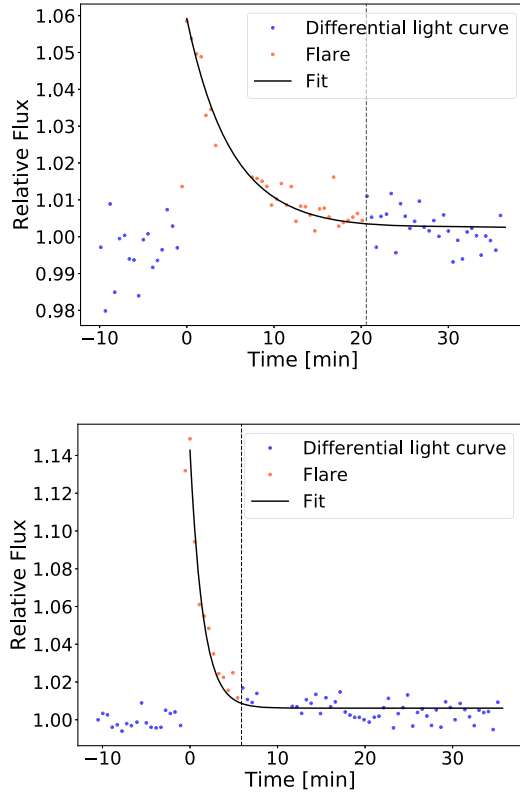 1.06
1.05
1.04
1.03
1.02
1.01
1.00
0.99
0.98
Relative Flux
Differential light curve
Flare
Fit
−10 0 10 20 30
Time [min]
1.14
1.12
1.10
1.08
1.06
1.04
1.02
1.00
Relative Flux
Differential light curve
Flare
Fit
−10 0 10 20 30
Time [min]